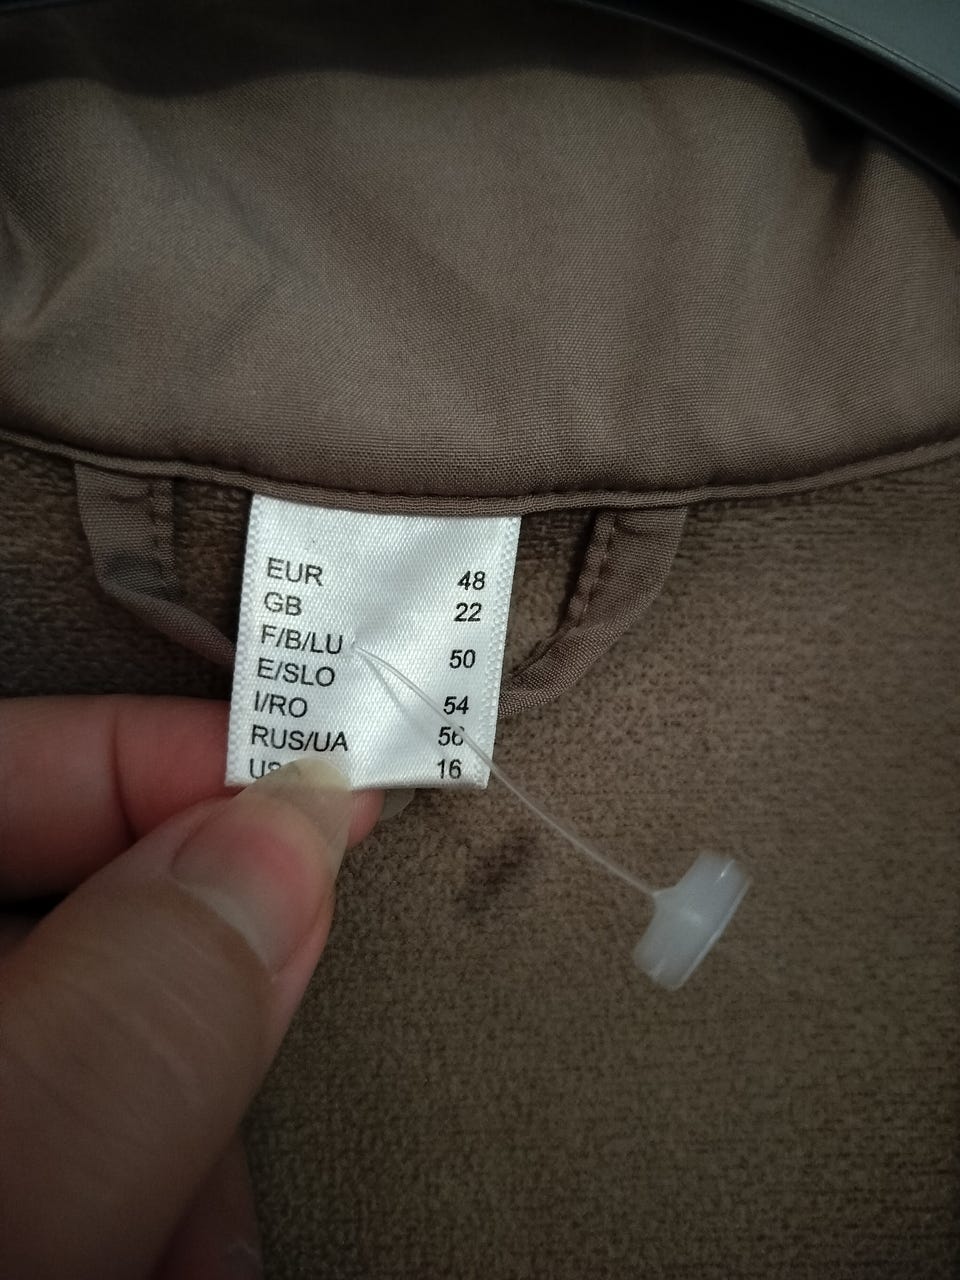 EUR 48
GB 22
F/B/LU
E/SLO 50
I/RO 54
RUS/UA 56
16